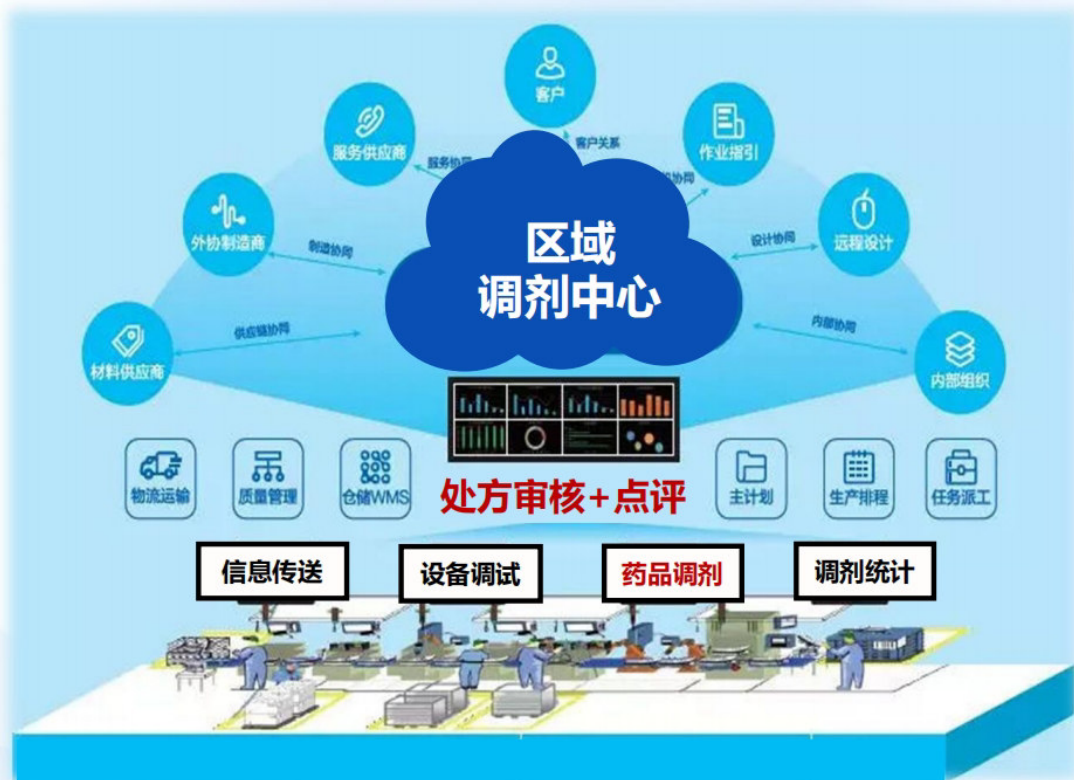 客户
服务供应商
客户关系
作业指引
服务协同
协同
外协制造商
制造协同
区域
调剂中心
设计协同
远程设计
材料供应商
供应链协同
内部协同
内部组织
物流运输
质量管理
仓储WMS
处方审核+点评
主计划
生产排程
任务派工
信息传送
设备调试
药品调剂
调剂统计